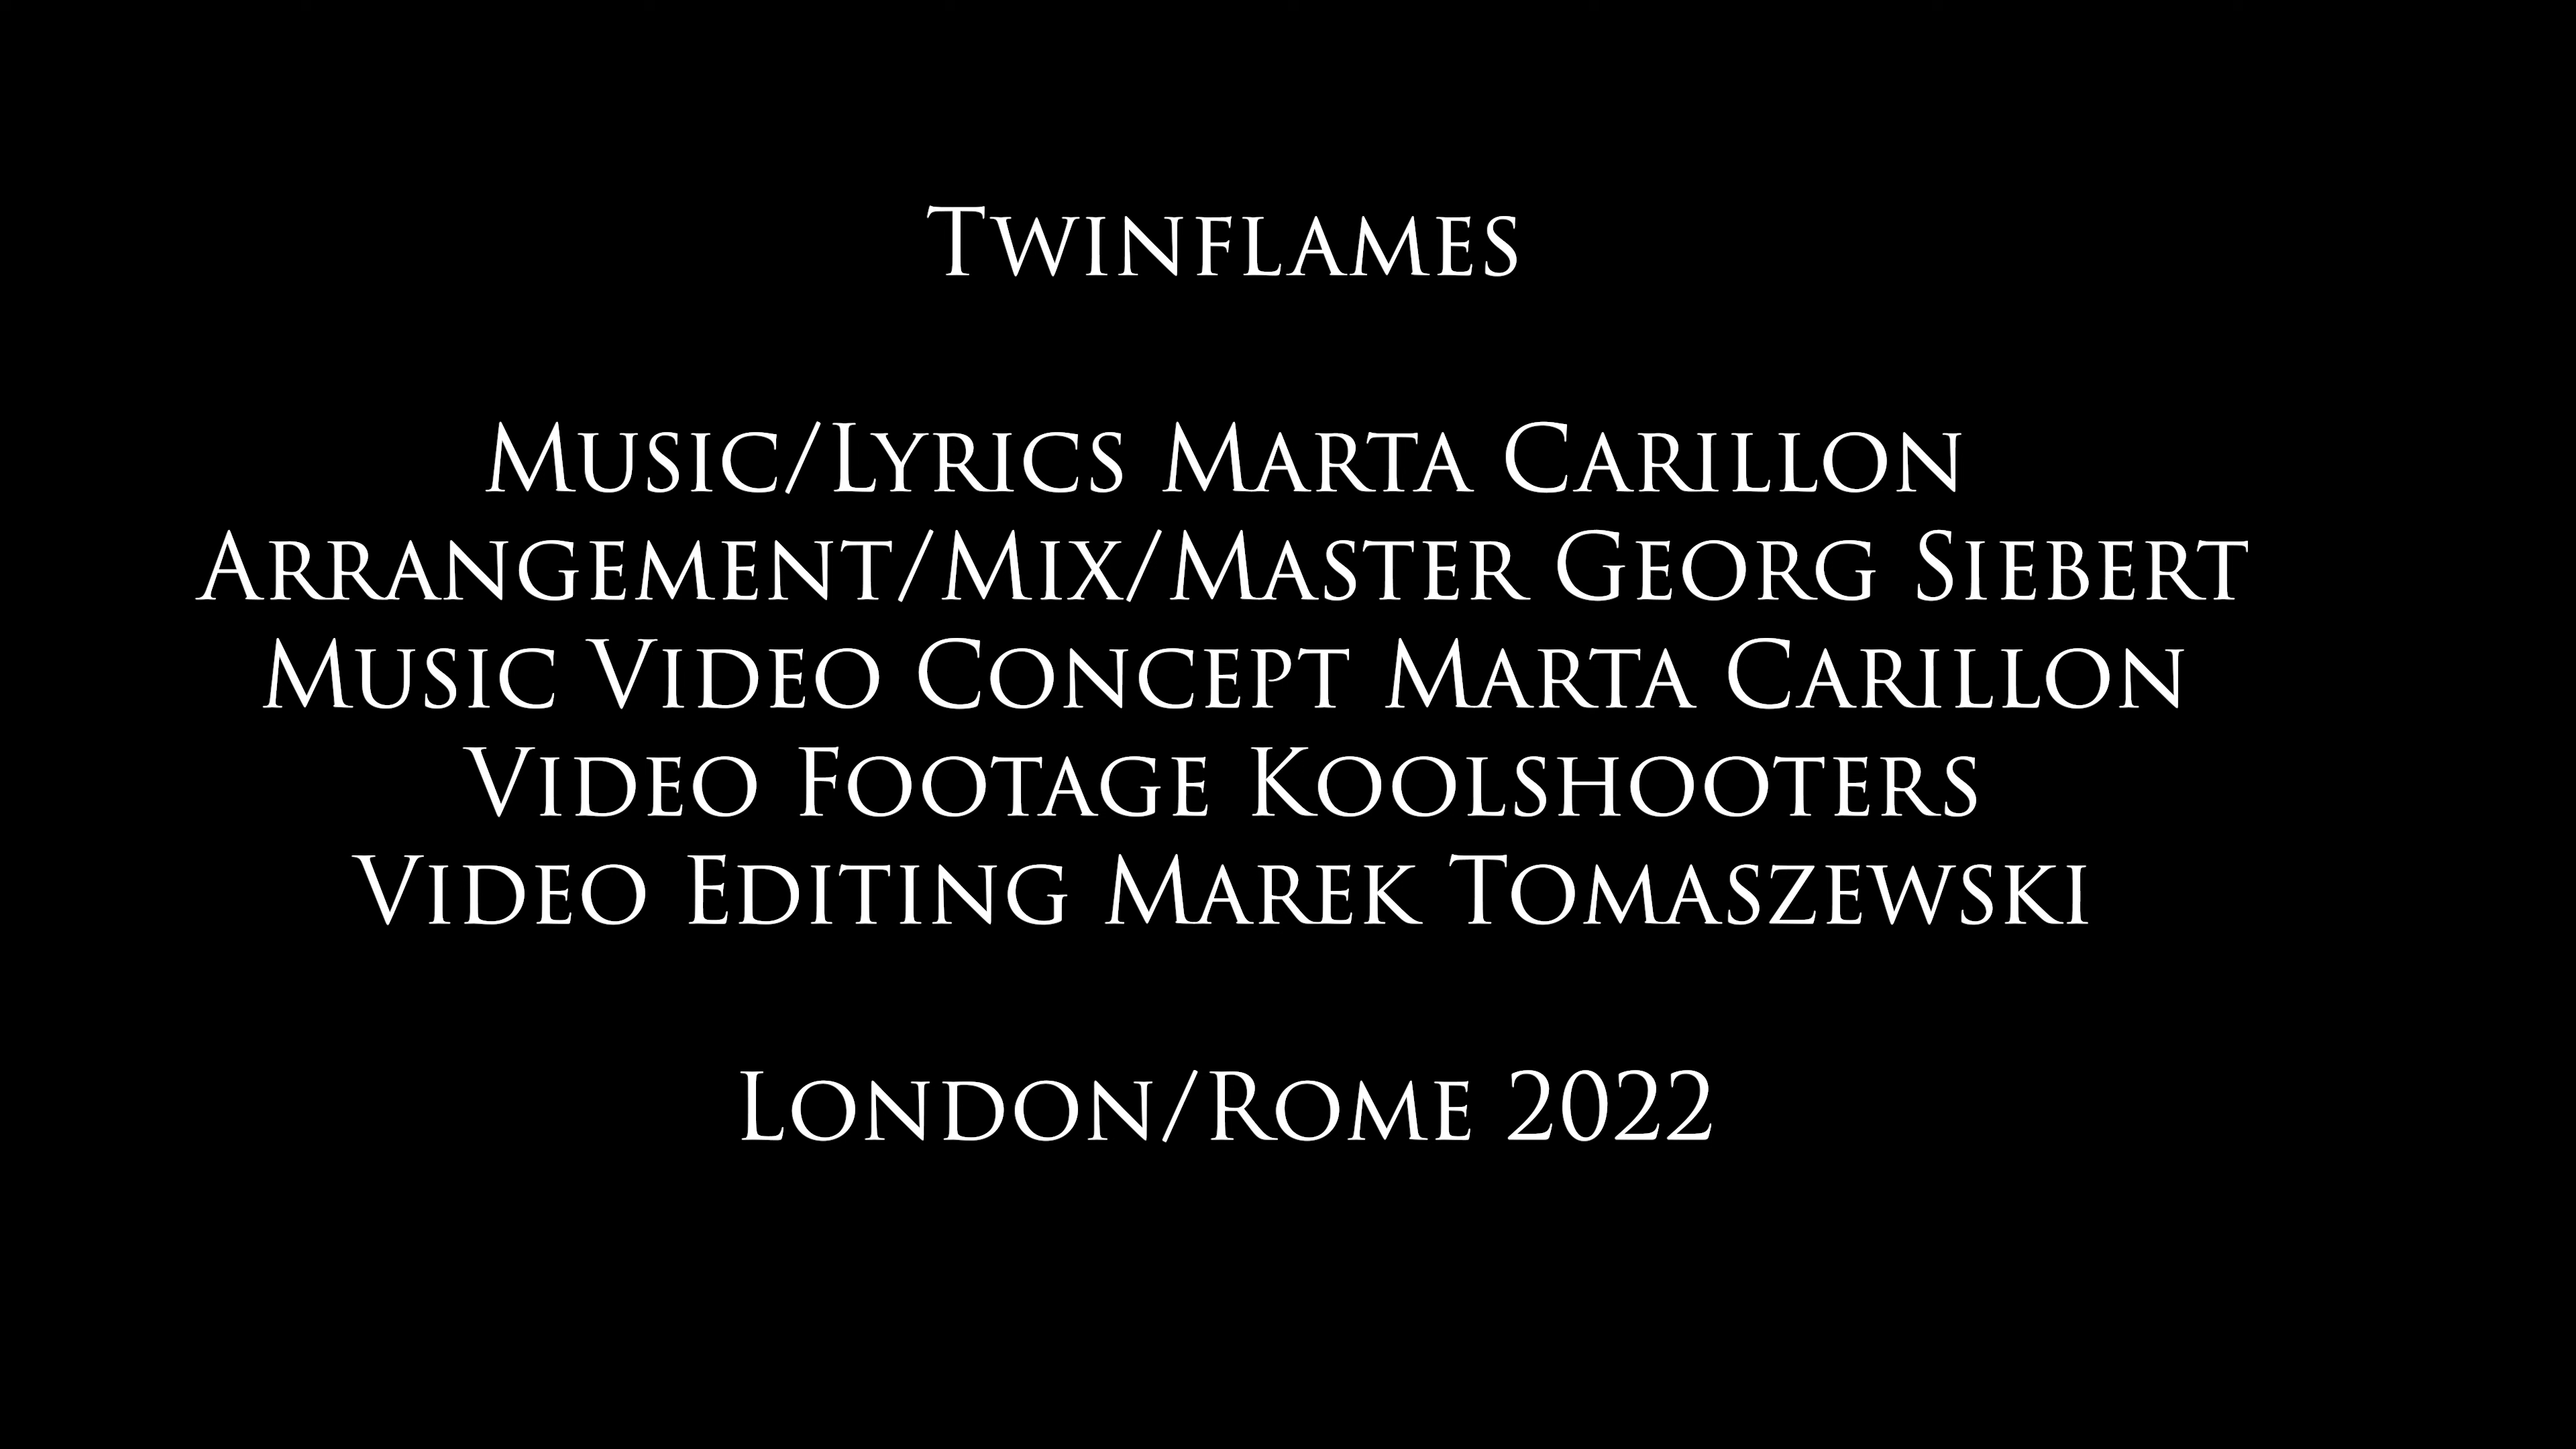 Twinflames
Music/Lyrics Marta Carillon
Arrangement/Mix/Master Georg Siebert
Music Video Concept Marta Carillon
Video Footage Koolshooters
Video Editing Marek Tomaszewski
London/Rome 2022